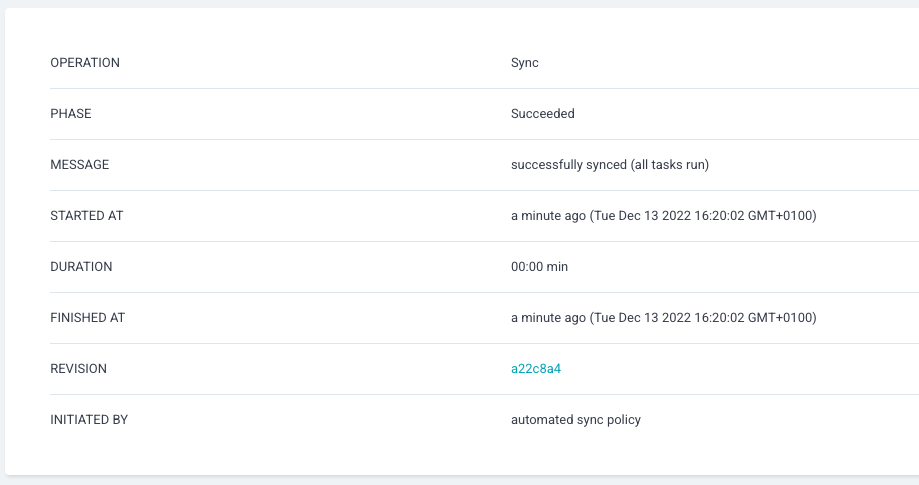 OPERATION Sync
PHASE Succeeded
MESSAGE successfully synced (all tasks run)
STARTED AT a minute ago (Tue Dec 13 2022 16:20:02 GMT+0100)
DURATION 00:00 min
FINISHED AT a minute ago (Tue Dec 13 2022 16:20:02 GMT+0100)
REVISION a22c8a4
INITIATED BY automated sync policy